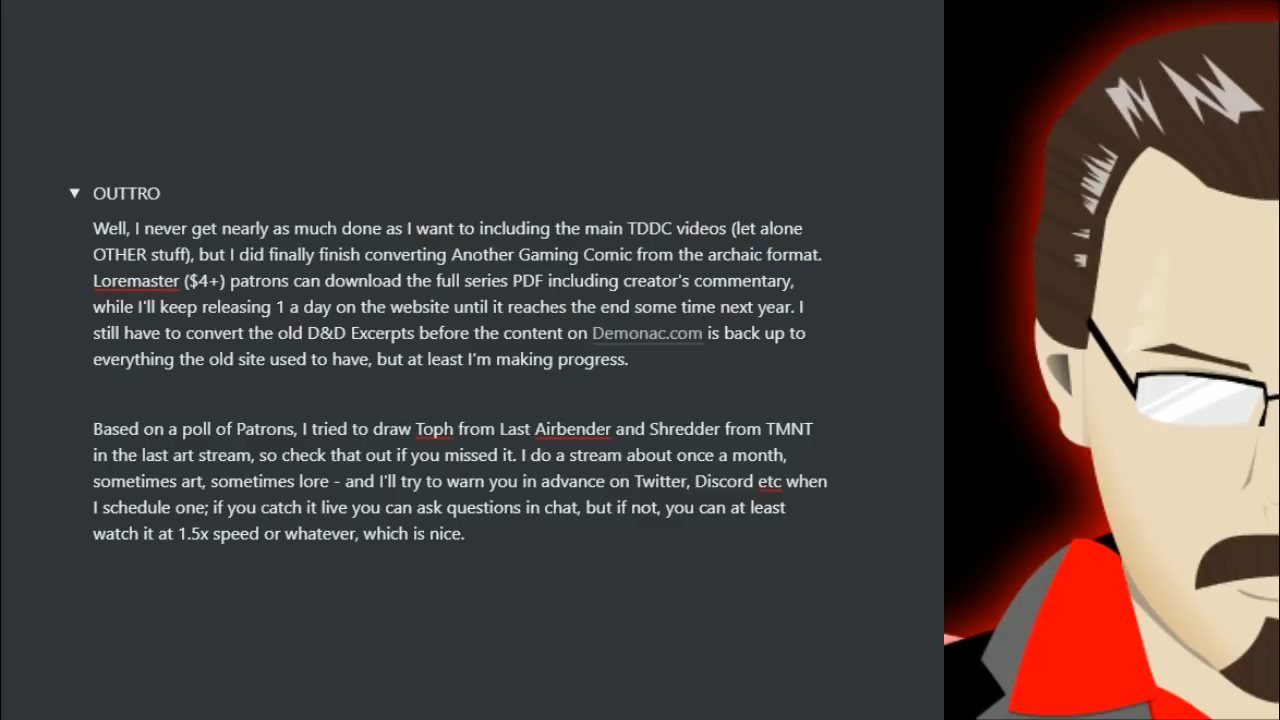 OUTTRO
Well, I never get nearly as much done as I want to including the main TDDC videos (let alone
OTHER stuff), but I did finally finish converting Another Gaming Comic from the archaic format.
Loremaster ($4+) patrons can download the full series PDF including creator's commentary,
while I'll keep releasing 1 a day on the website until it reaches the end some time next year. I
still have to convert the old D&D Excerpts before the content on Demonac.com is back up to
everything the old site used to have, but at least I'm making progress.
Based on a poll of Patrons, I tried to draw Toph from Last Airbender and Shredder from TMNT
in the last art stream, so check that out if you missed it. I do a stream about once a month,
sometimes art, sometimes lore - and I'll try to warn you in advance on Twitter, Discord etc when
I schedule one; if you catch it live you can ask questions in chat, but if not, you can at least
watch it at 1.5x speed or whatever, which is nice.